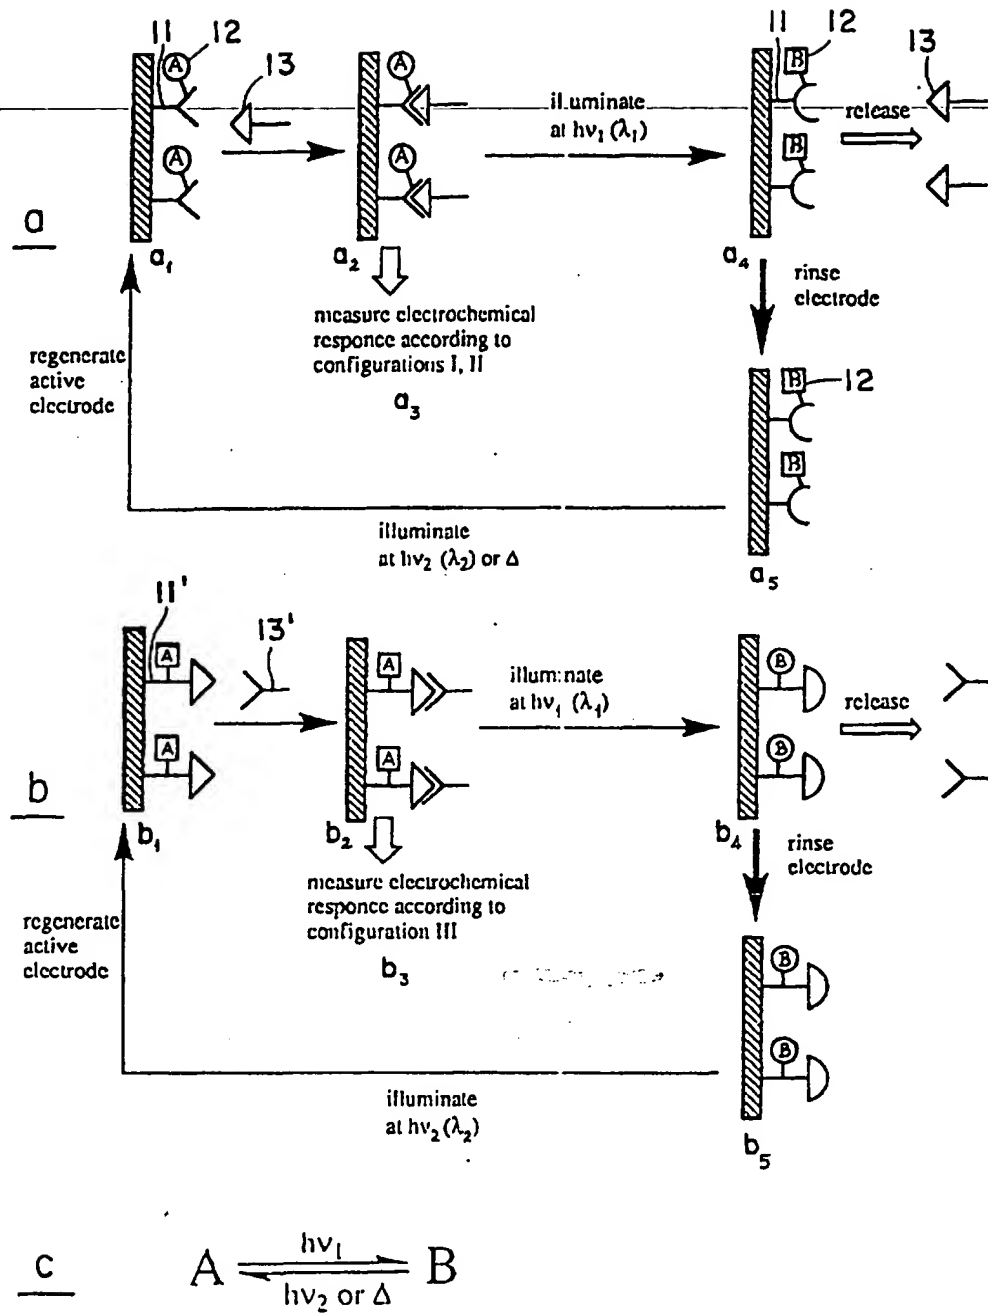 11 12 13
A A
A A
illuminate
at hν₁ (λ₁)
11 12 13
B
B
release
a
a₁ a₂ a₄
measure electrochemical
responce according to
configurations I, II
a₃
rinse
electrode
regenerate
active
electrode
B 12
B
illuminate
at hν₂ (λ₂) or Δ
a₅
11' 13'
A A
A A
illuminate
at hν₁ (λ₁)
B
B
release
b
b₁ b₂ b₄
measure electrochemical
responce according to
configuration III
b₃
rinse
electrode
regenerate
active
electrode
B
B
illuminate
at hν₂ (λ₂)
b₅
c
hν₁
A B
hν₂ or Δ